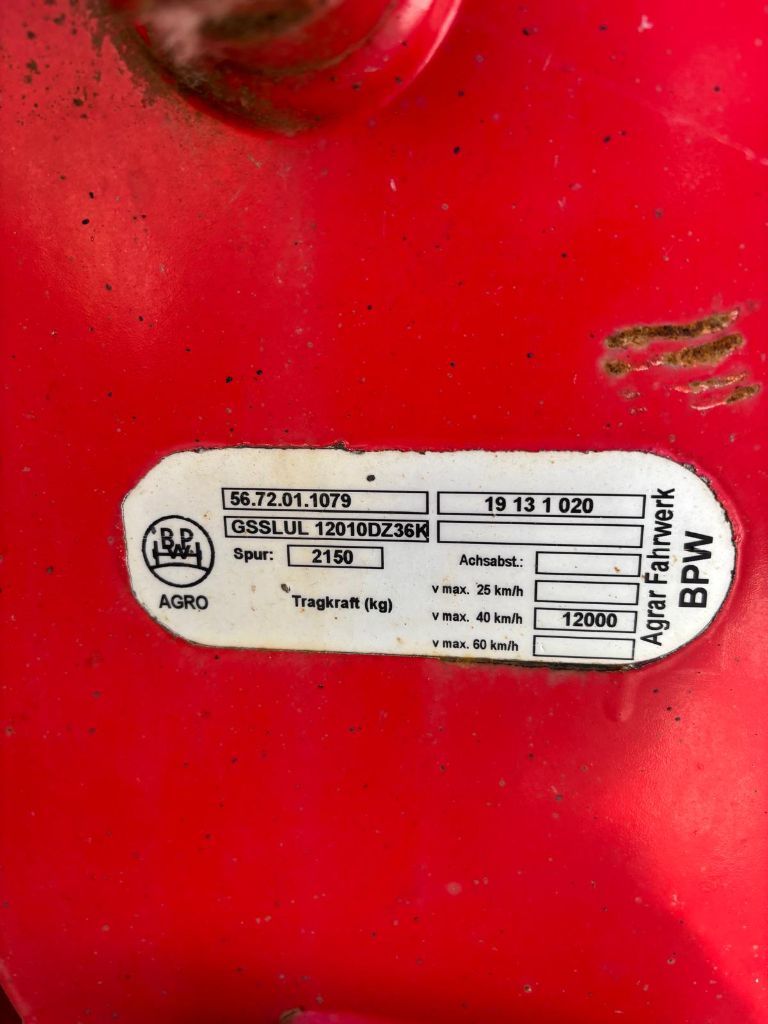 56.72.01.1079 19 13 1 020
GSSLUL 12010DZ36K
Spur: 2150 Achsabst.:
v max. 25 km/h
Tragkraft (kg) v max. 40 km/h 12000
v max. 60 km/h
BPW
AGRO
Agrar Fahrwerk
BPW